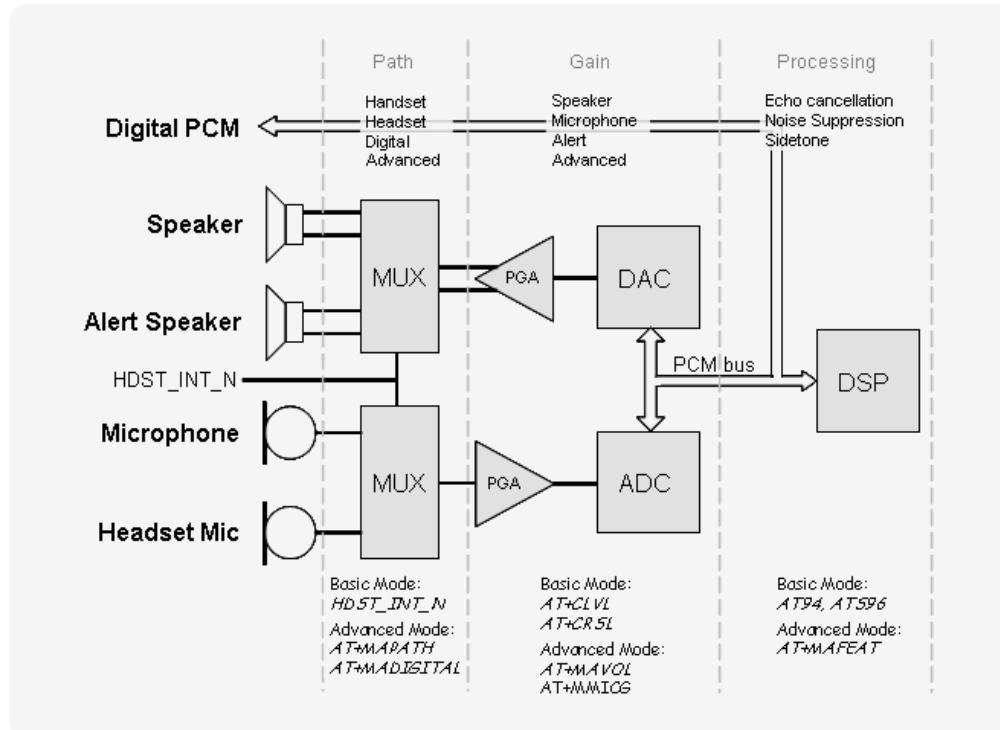 Path
Gain
Processing
Digital PCM
Handset
Headset
Digital
Advanced
Speaker
Microphone
Alert
Advanced
Echo cancellation
Noise Suppression
Sidetone
Speaker
MUX
PGA
DAC
Alert Speaker
HDST_INT_N
PCM bus
DSP
Microphone
MUX
PGA
ADC
Headset Mic
Basic Mode:
HDST_INT_N
Advanced Mode:
AT+MAPATH
AT+MADIGITAL
Basic Mode:
AT+CLVL
AT+CRSL
Advanced Mode:
AT+MAVOL
AT+MMICG
Basic Mode:
AT94, ATS96
Advanced Mode:
AT+MAFEAT